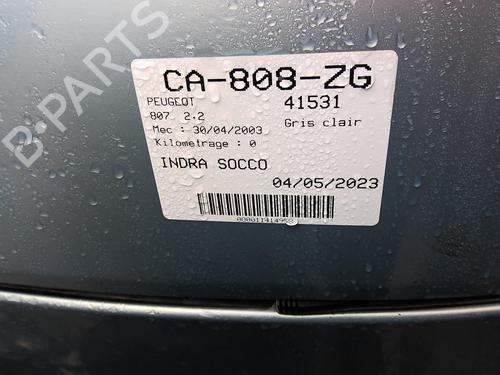 CA-808-ZG
PEUGEOT 41531
807 2.2 Gris clair
Mec : 30/04/2003
Kilometrage : 0
INDRA SOCCO
04/05/2023
B-PARTS